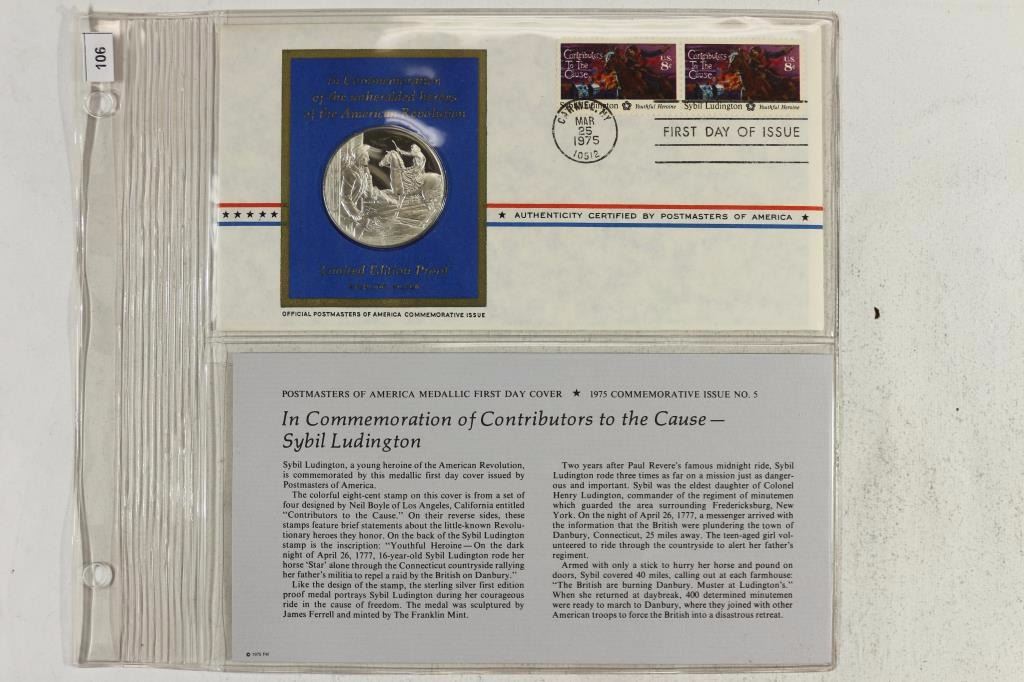 106
In Commemoration
of the unheralded heroes
of the American Revolution
Limited Edition Proof
OFFICIAL POSTMASTERS OF AMERICA COMMEMORATIVE ISSUE
Contributors
To The
Cause...
U.S.
8c
Sybil Ludington Youthful Heroine
Contributors
To The
Cause...
U.S.
8c
Sybil Ludington Youthful Heroine
CARMEL, NY
MAR
25
1975
10512
FIRST DAY OF ISSUE
★ AUTHENTICITY CERTIFIED BY POSTMASTERS OF AMERICA ★
POSTMASTERS OF AMERICA MEDALLIC FIRST DAY COVER ★ 1975 COMMEMORATIVE ISSUE NO. 5
In Commemoration of Contributors to the Cause—
Sybil Ludington
Sybil Ludington, a young heroine of the American Revolution,
is commemorated by this medallic first day cover issued by
Postmasters of America.
The colorful eight-cent stamp on this cover is from a set of
four designed by Neil Boyle of Los Angeles, California entitled
"Contributors to the Cause." On their reverse sides, these
stamps feature brief statements about the little-known Revolu-
tionary heroes they honor. On the back of the Sybil Ludington
stamp is the inscription: "Youthful Heroine—On the dark
night of April 26, 1777, 16-year-old Sybil Ludington rode her
horse 'Star' alone through the Connecticut countryside rallying
her father's militia to repel a raid by the British on Danbury."
Like the design of the stamp, the sterling silver first edition
proof medal portrays Sybil Ludington during her courageous
ride in the cause of freedom. The medal was sculptured by
James Ferrell and minted by The Franklin Mint.
Two years after Paul Revere's famous midnight ride, Sybil
Ludington rode three times as far on a mission just as danger-
ous and important. Sybil was the eldest daughter of Colonel
Henry Ludington, commander of the regiment of minutemen
which guarded the area surrounding Fredericksburg, New
York. On the night of April 26, 1777, a messenger arrived with
the information that the British were plundering the town of
Danbury, Connecticut, 25 miles away. The teen-aged girl vol-
unteered to ride through the countryside to alert her father's
regiment.
Armed with only a stick to hurry her horse and pound on
doors, Sybil covered 40 miles, calling out at each farmhouse:
"The British are burning Danbury. Muster at Ludington's."
When she returned at daybreak, 400 determined minutemen
were ready to march to Danbury, where they joined with other
American troops to force the British into a disastrous retreat.
© 1975 FM